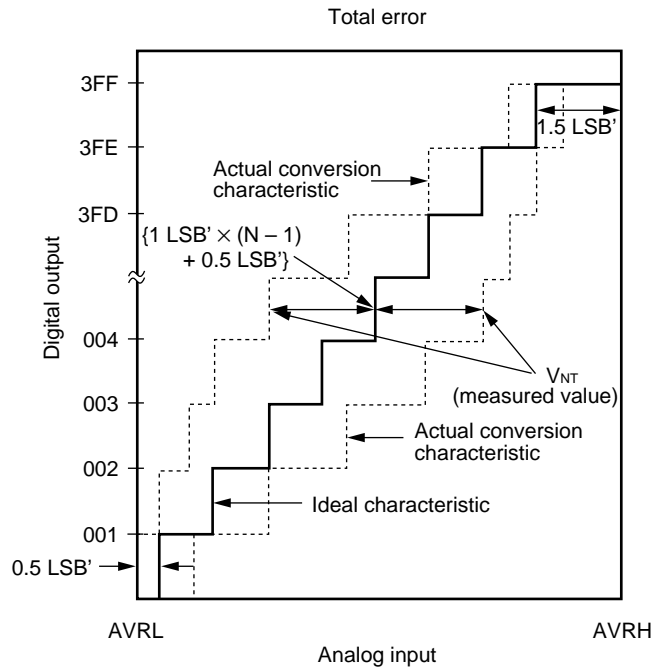 Total error
3FF
1.5 LSB’
3FE
Actual conversion
characteristic
3FD
{1 LSB’ × (N – 1)
+ 0.5 LSB’}
Digital output
004
VNT
(measured value)
003
Actual conversion
characteristic
002
Ideal characteristic
001
0.5 LSB’
AVRL
AVRH
Analog input